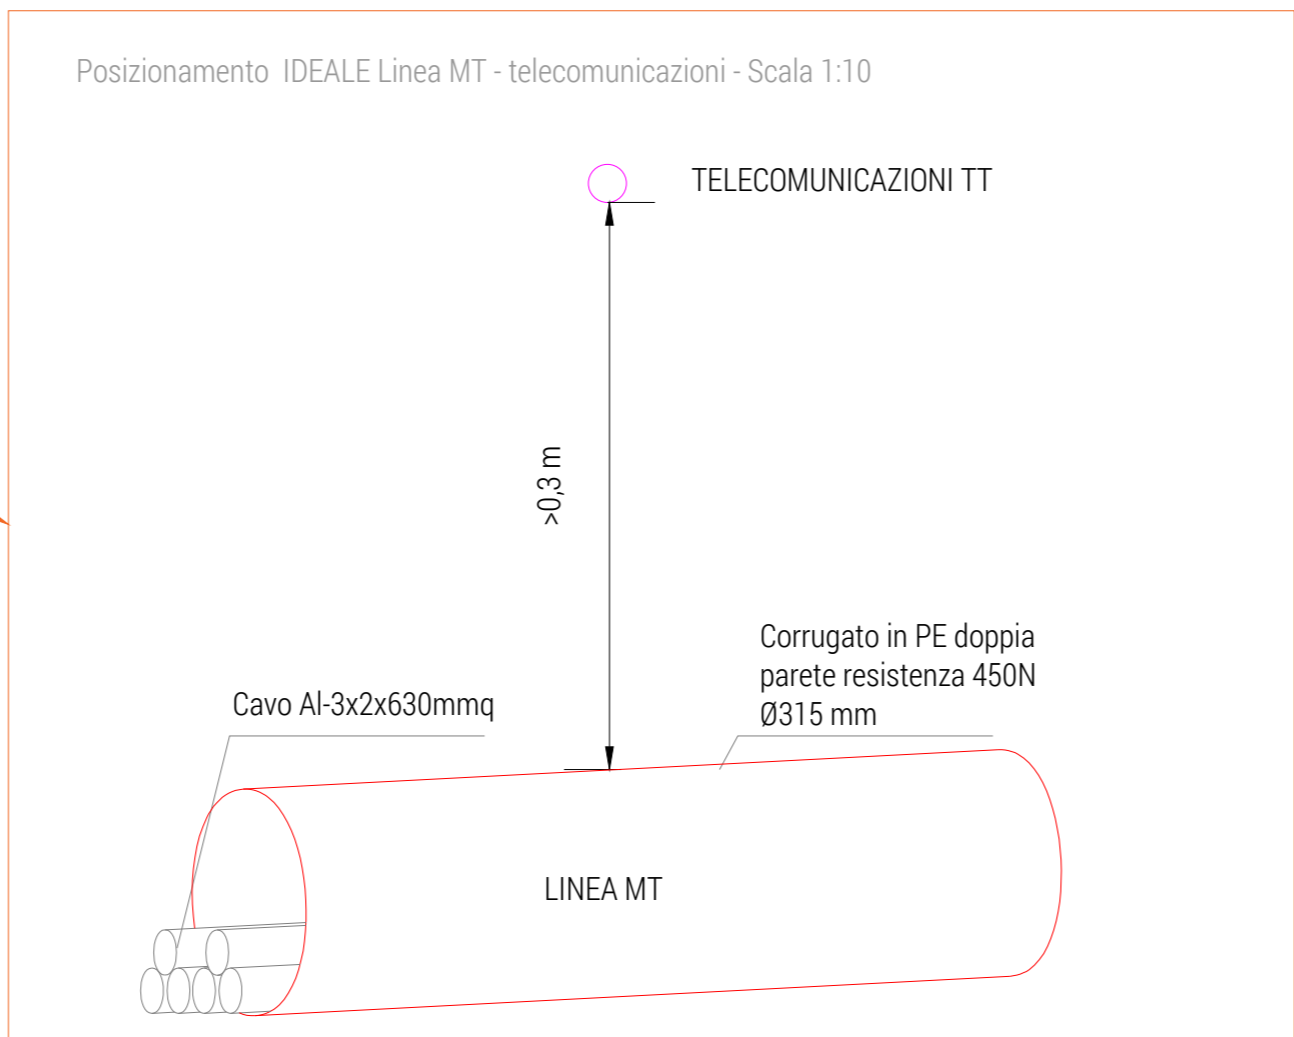 Posizionamento IDEALE Linea MT - telecomunicazioni - Scala 1:10
TELECOMUNICAZIONI TT
>0,3 m
Corrugato in PE doppia
parete resistenza 450N
Ø315 mm
Cavo Al-3x2x630mmq
LINEA MT